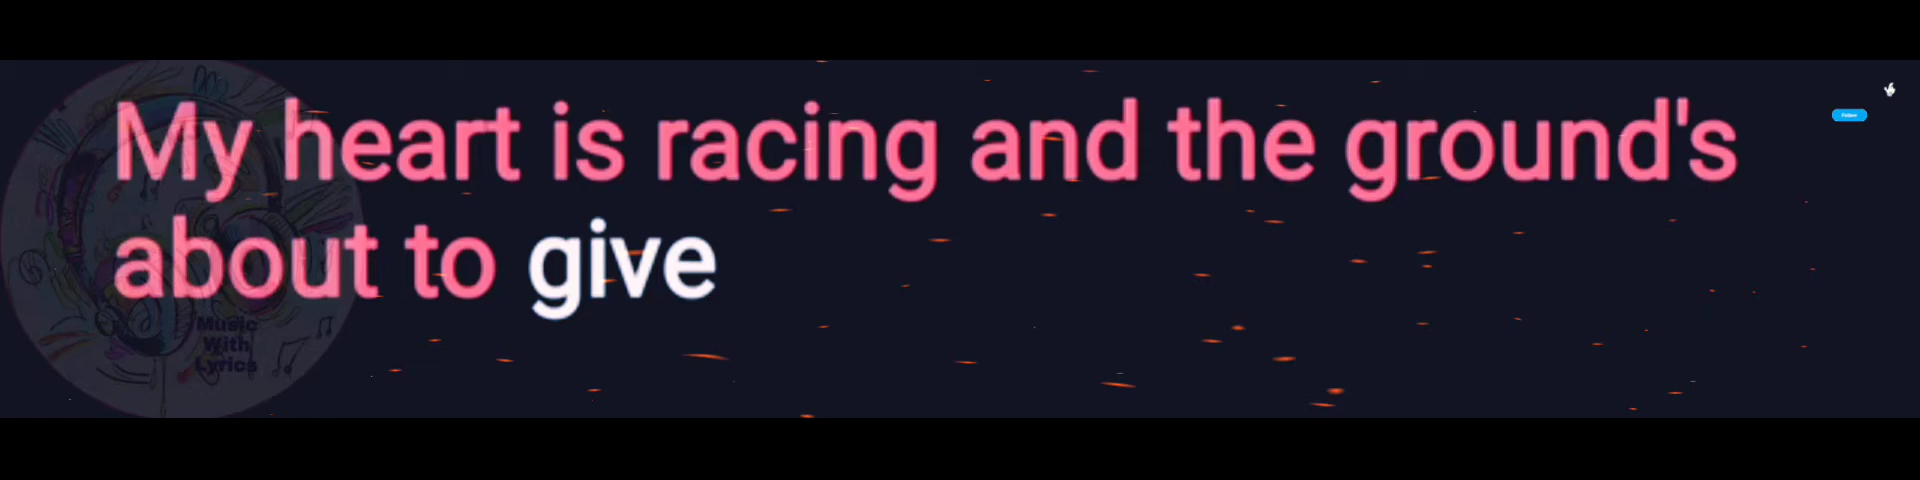 My heart is racing and the ground's
about to give
Music
With
Lyrics
Follow